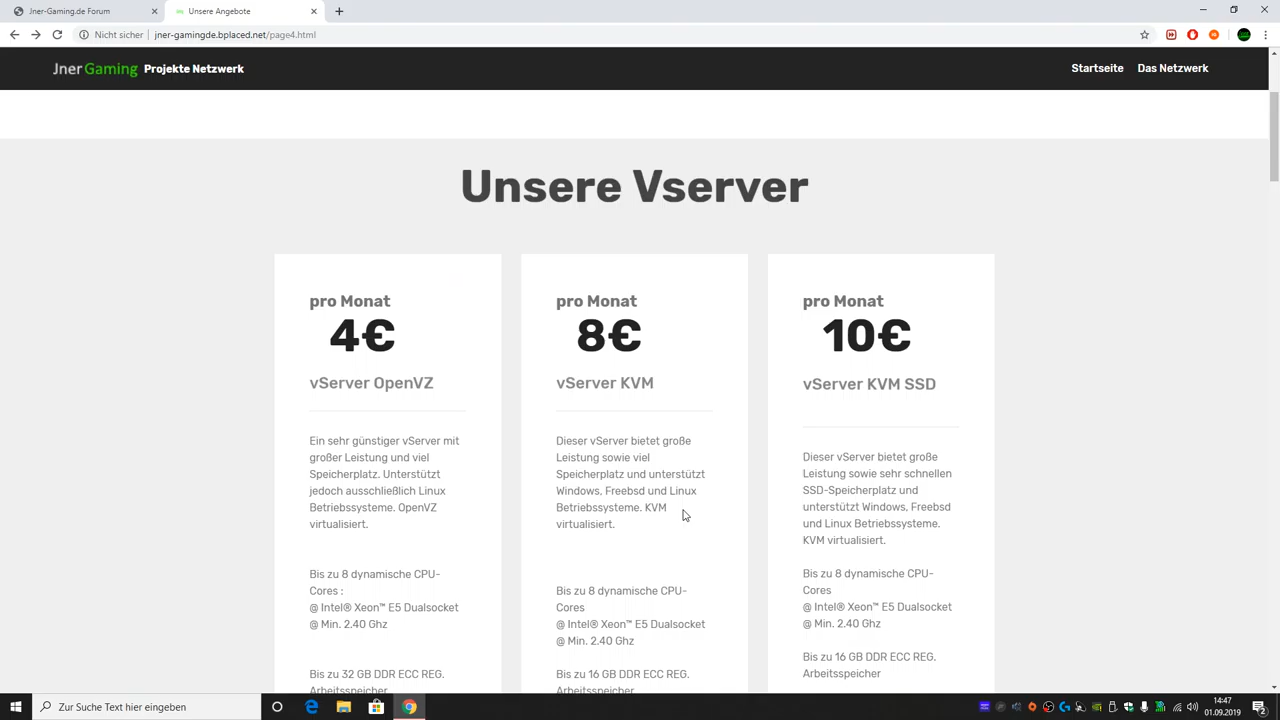 Jner-Gaming.de Forum
Unsere Angebote
Nicht sicher
jner-gamingde.bplaced.net/page4.html
Jner Gaming Projekte Netzwerk
Startseite Das Netzwerk
Unsere Vserver
pro Monat
4€
vServer OpenVZ
Ein sehr günstiger vServer mit
großer Leistung und viel
Speicherplatz. Unterstützt
jedoch ausschließlich Linux
Betriebssysteme. OpenVZ
virtualisiert.
Bis zu 8 dynamische CPU-
Cores :
@ Intel® Xeon™ E5 Dualsocket
@ Min. 2.40 Ghz
Bis zu 32 GB DDR ECC REG.
Arbeitsspeicher
pro Monat
8€
vServer KVM
Dieser vServer bietet große
Leistung sowie viel
Speicherplatz und unterstützt
Windows, Freebsd und Linux
Betriebssysteme. KVM
virtualisiert.
Bis zu 8 dynamische CPU-
Cores
@ Intel® Xeon™ E5 Dualsocket
@ Min. 2.40 Ghz
Bis zu 16 GB DDR ECC REG.
Arbeitsspeicher
pro Monat
10€
vServer KVM SSD
Dieser vServer bietet große
Leistung sowie sehr schnellen
SSD-Speicherplatz und
unterstützt Windows, Freebsd
und Linux Betriebssysteme.
KVM virtualisiert.
Bis zu 8 dynamische CPU-
Cores
@ Intel® Xeon™ E5 Dualsocket
@ Min. 2.40 Ghz
Bis zu 16 GB DDR ECC REG.
Arbeitsspeicher
Zur Suche Text hier eingeben
14:47
01.09.2019